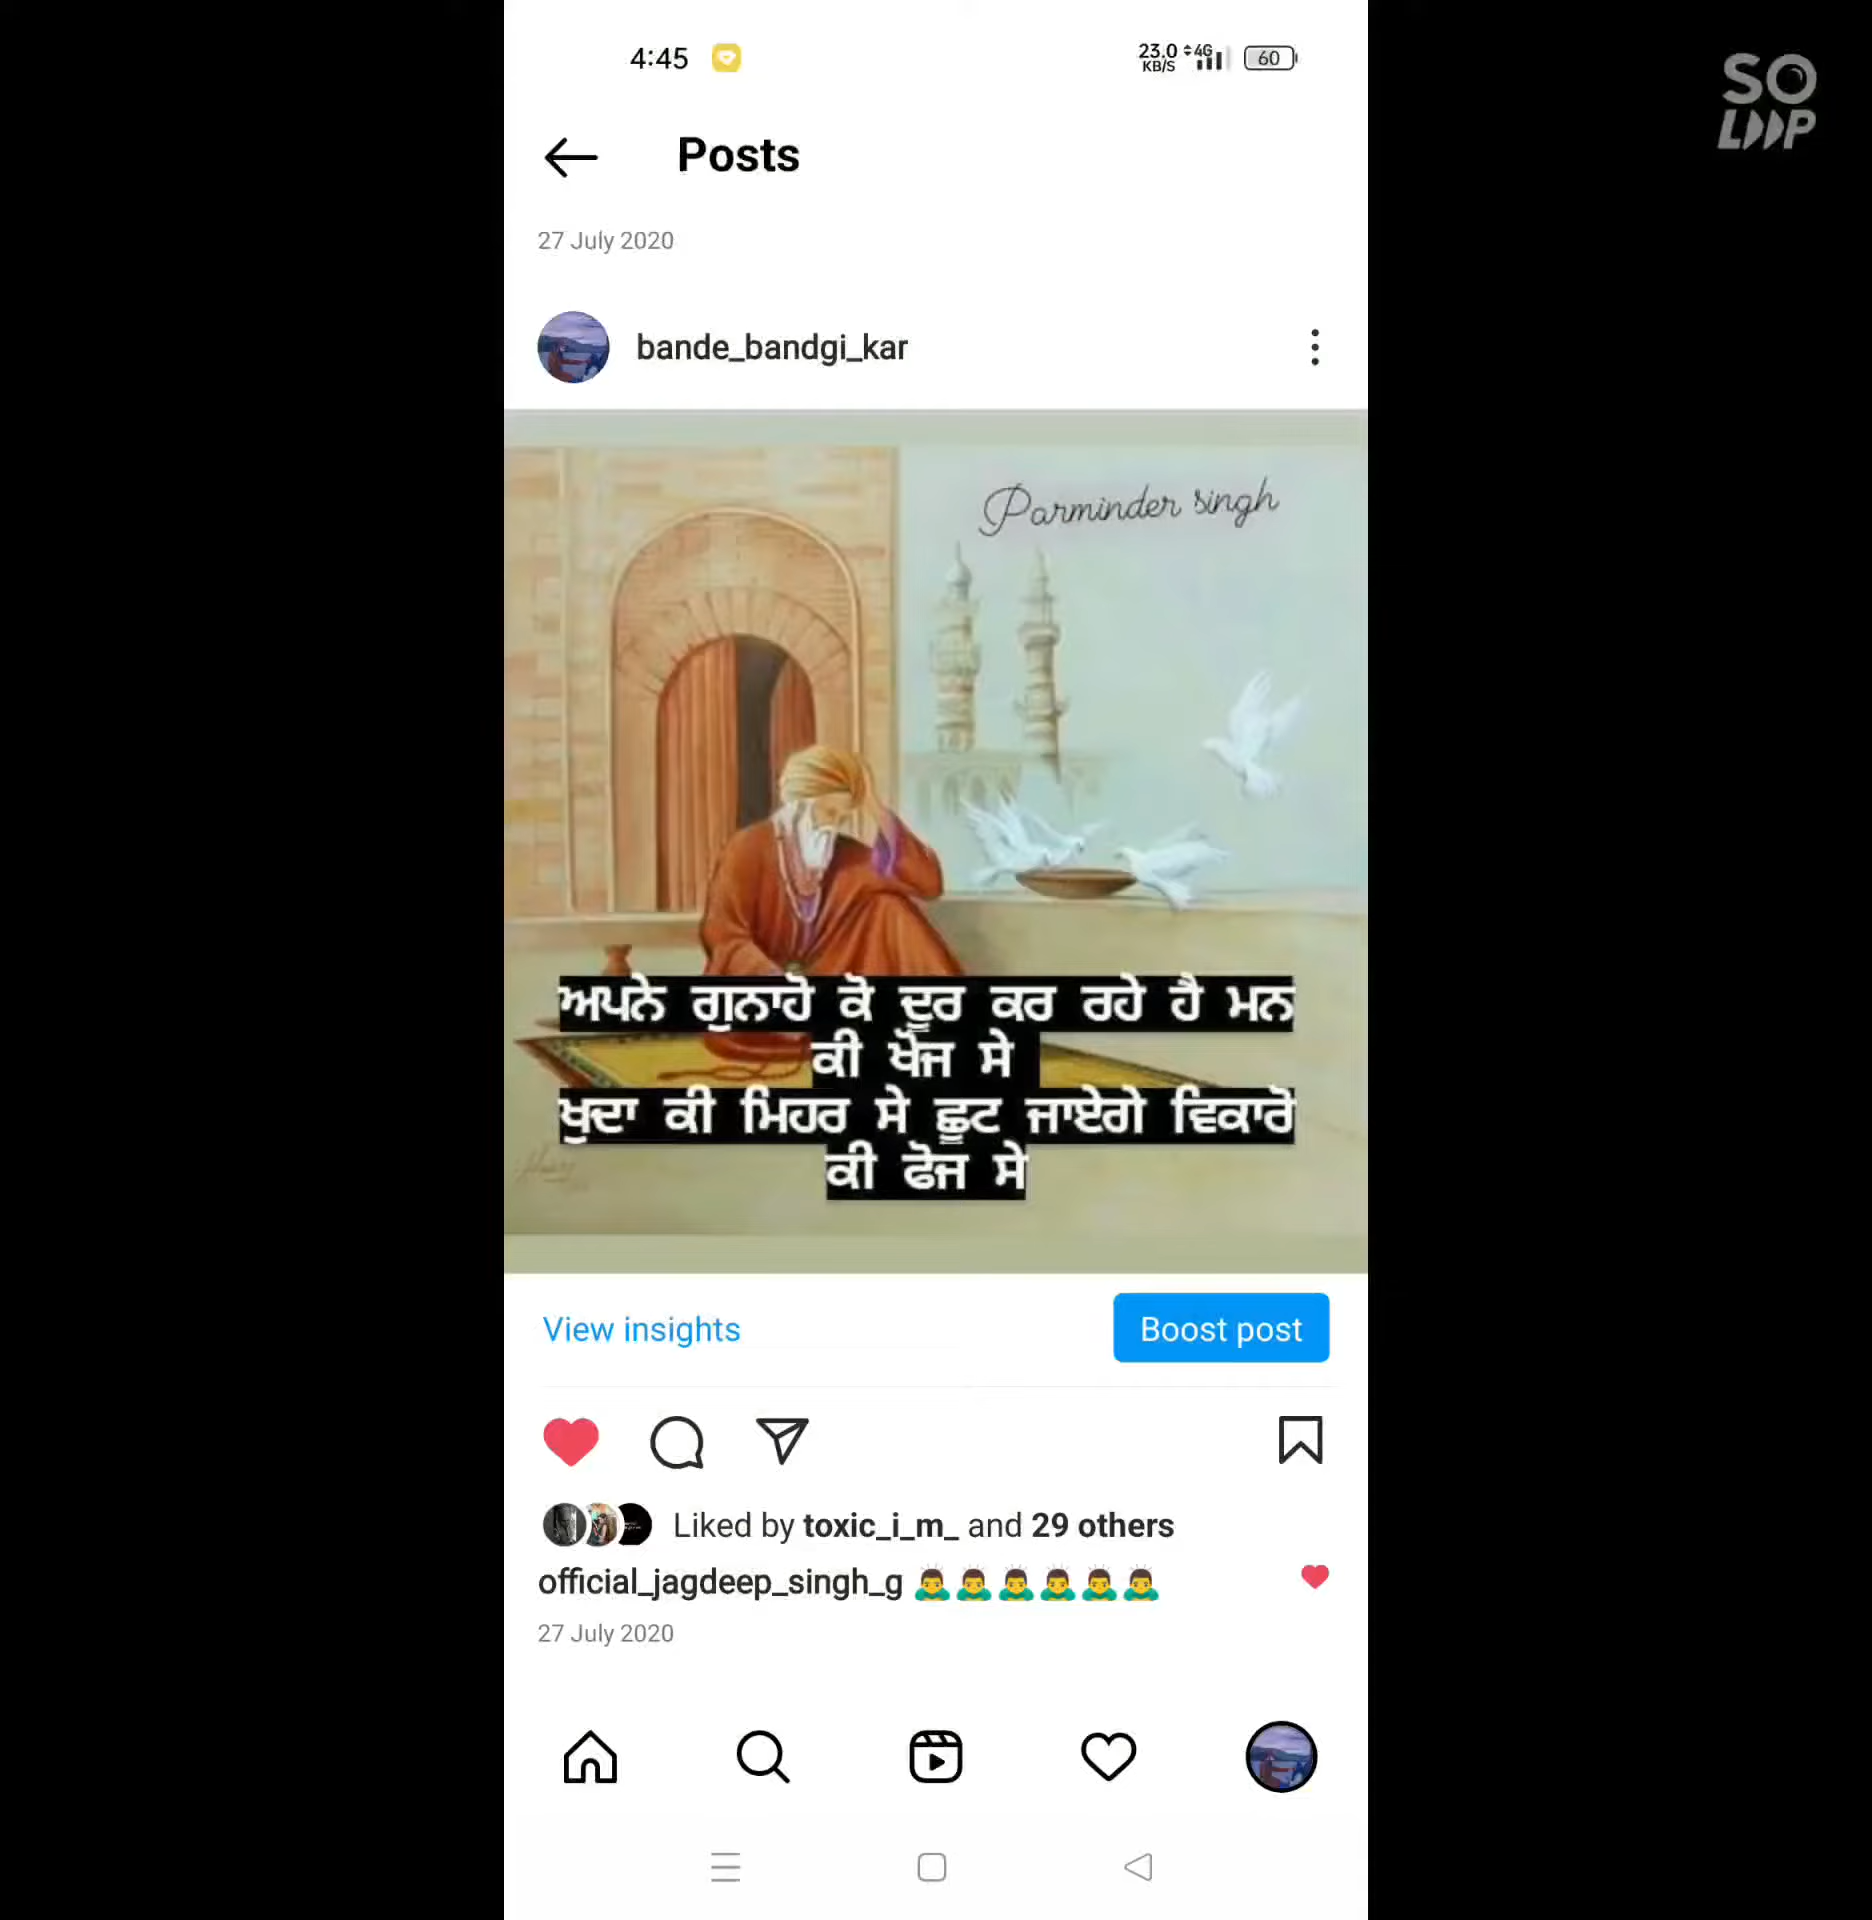 4:45
23.0 KB/S 4G 60
SO LOOP
Posts
27 July 2020
bande_bandgi_kar
Parminder singh
ਅਪਨੇ ਗੁਨਾਹੋ ਕੋ ਦੂਰ ਕਰ ਰਹੇ ਹੈ ਮਨ
ਕੀ ਖੋਜ ਸੇ
ਖੁਦਾ ਕੀ ਮਿਹਰ ਸੇ ਛੂਟ ਜਾਏਗੇ ਵਿਕਾਰੋ
ਕੀ ਫੋਜ ਸੇ
View insights
Boost post
Liked by toxic_i_m_ and 29 others
official_jagdeep_singh_g 🙇‍♂️🙇‍♂️🙇‍♂️🙇‍♂️🙇‍♂️🙇‍♂️
27 July 2020